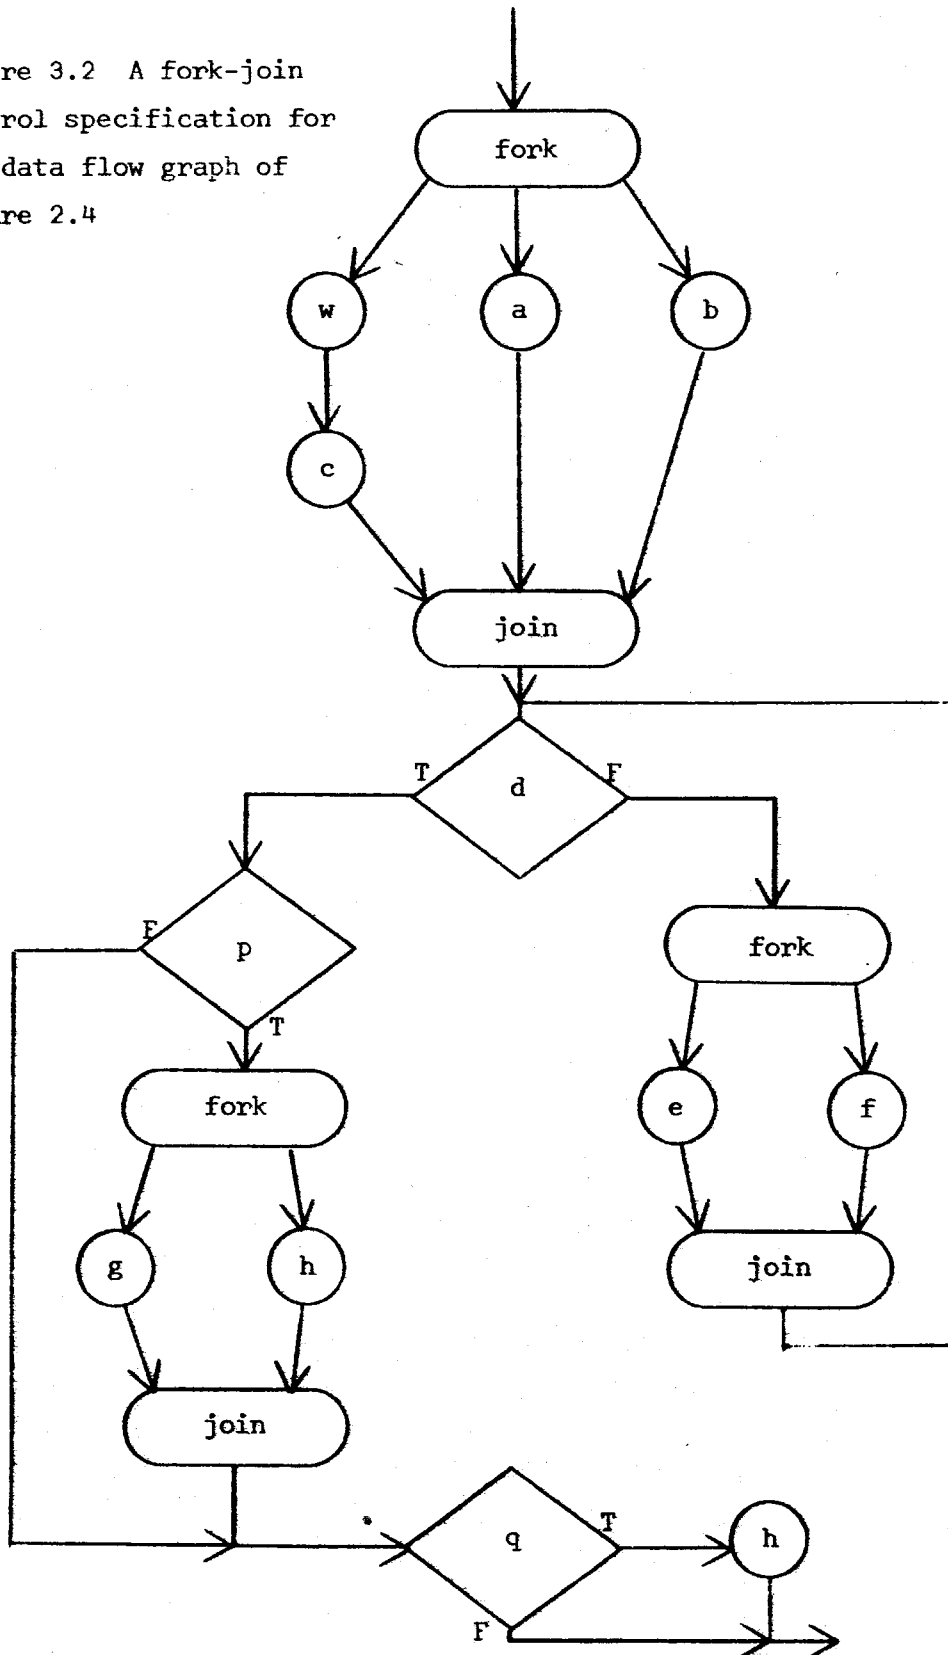 re 3.2 A fork-join
rol specification for
data flow graph of
re 2.4
fork
w
a
b
c
join
T
d
F
F
p
T
fork
fork
e
f
g
h
join
join
q
T
h
F